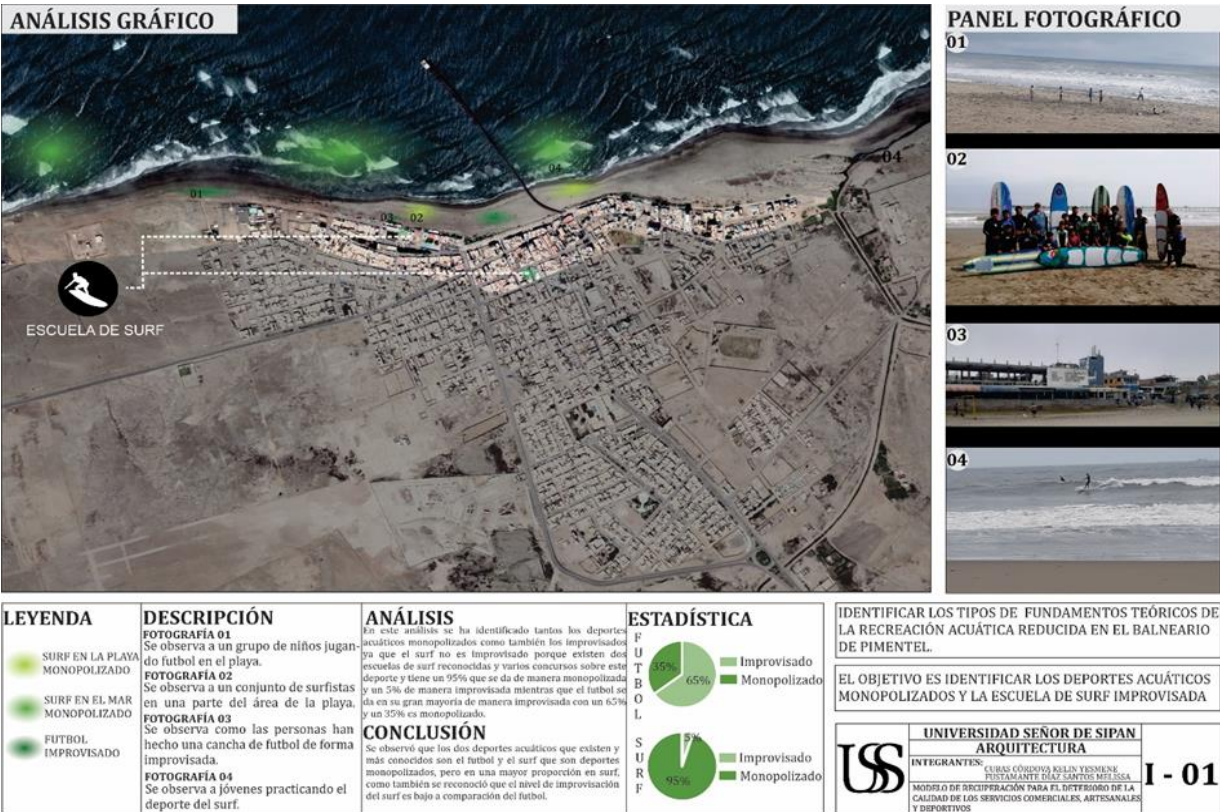 ANÁLISIS GRÁFICO
01
03
02
04
04
ESCUELA DE SURF
PANEL FOTOGRÁFICO
01
02
03
04
LEYENDA
SURF EN LA PLAYA
MONOPOLIZADO
SURF EN EL MAR
MONOPOLIZADO
FUTBOL
IMPROVISADO
DESCRIPCIÓN
FOTOGRAFÍA 01
Se observa a un grupo de niños jugan-
do futbol en el playa.
FOTOGRAFÍA 02
Se observa a un conjunto de surfistas
en una parte del área de la playa.
FOTOGRAFÍA 03
Se observa como las personas han
hecho una cancha de futbol de forma
improvisada.
FOTOGRAFÍA 04
Se observa a jóvenes practicando el
deporte del surf.
ANÁLISIS
En este análisis se ha identificado tantos los deportes
acuáticos monopolizados como también los improvisados
ya que el surf no es improvisado porque existen dos
escuelas de surf reconocidas y varios concursos sobre este
deporte y tiene un 95% que se da de manera monopolizada
y un 5% de manera improvisada mientras que el futbol se
da en su gran mayoría de manera improvisada con un 65%
y un 35% es monopolizado.
CONCLUSIÓN
Se observó que los dos deportes acuáticos que existen y
más conocidos son el futbol y el surf que son deportes
monopolizados, pero en una mayor proporción en surf,
como también se reconoció que el nivel de improvisación
del surf es bajo a comparación del futbol.
ESTADÍSTICA
FUTBOL
35%
65%
Improvisado
Monopolizado
SURF
5%
95%
Improvisado
Monopolizado
IDENTIFICAR LOS TIPOS DE FUNDAMENTOS TEÓRICOS DE
LA RECREACIÓN ACUÁTICA REDUCIDA EN EL BALNEARIO
DE PIMENTEL.
EL OBJETIVO ES IDENTIFICAR LOS DEPORTES ACUÁTICOS
MONOPOLIZADOS Y LA ESCUELA DE SURF IMPROVISADA
USS
UNIVERSIDAD SEÑOR DE SIPAN
ARQUITECTURA
INTEGRANTES:
CUBAS CÓRDOVA KELIN YESMENE
FUSTAMANTE DÍAZ SANTOS MELISSA
MODELO DE RECUPERACIÓN PARA EL DETERIORO DE LA
CALIDAD DE LOS SERVICIOS COMERCIALES, ARTESANALES
Y DEPORTIVOS
I - 01